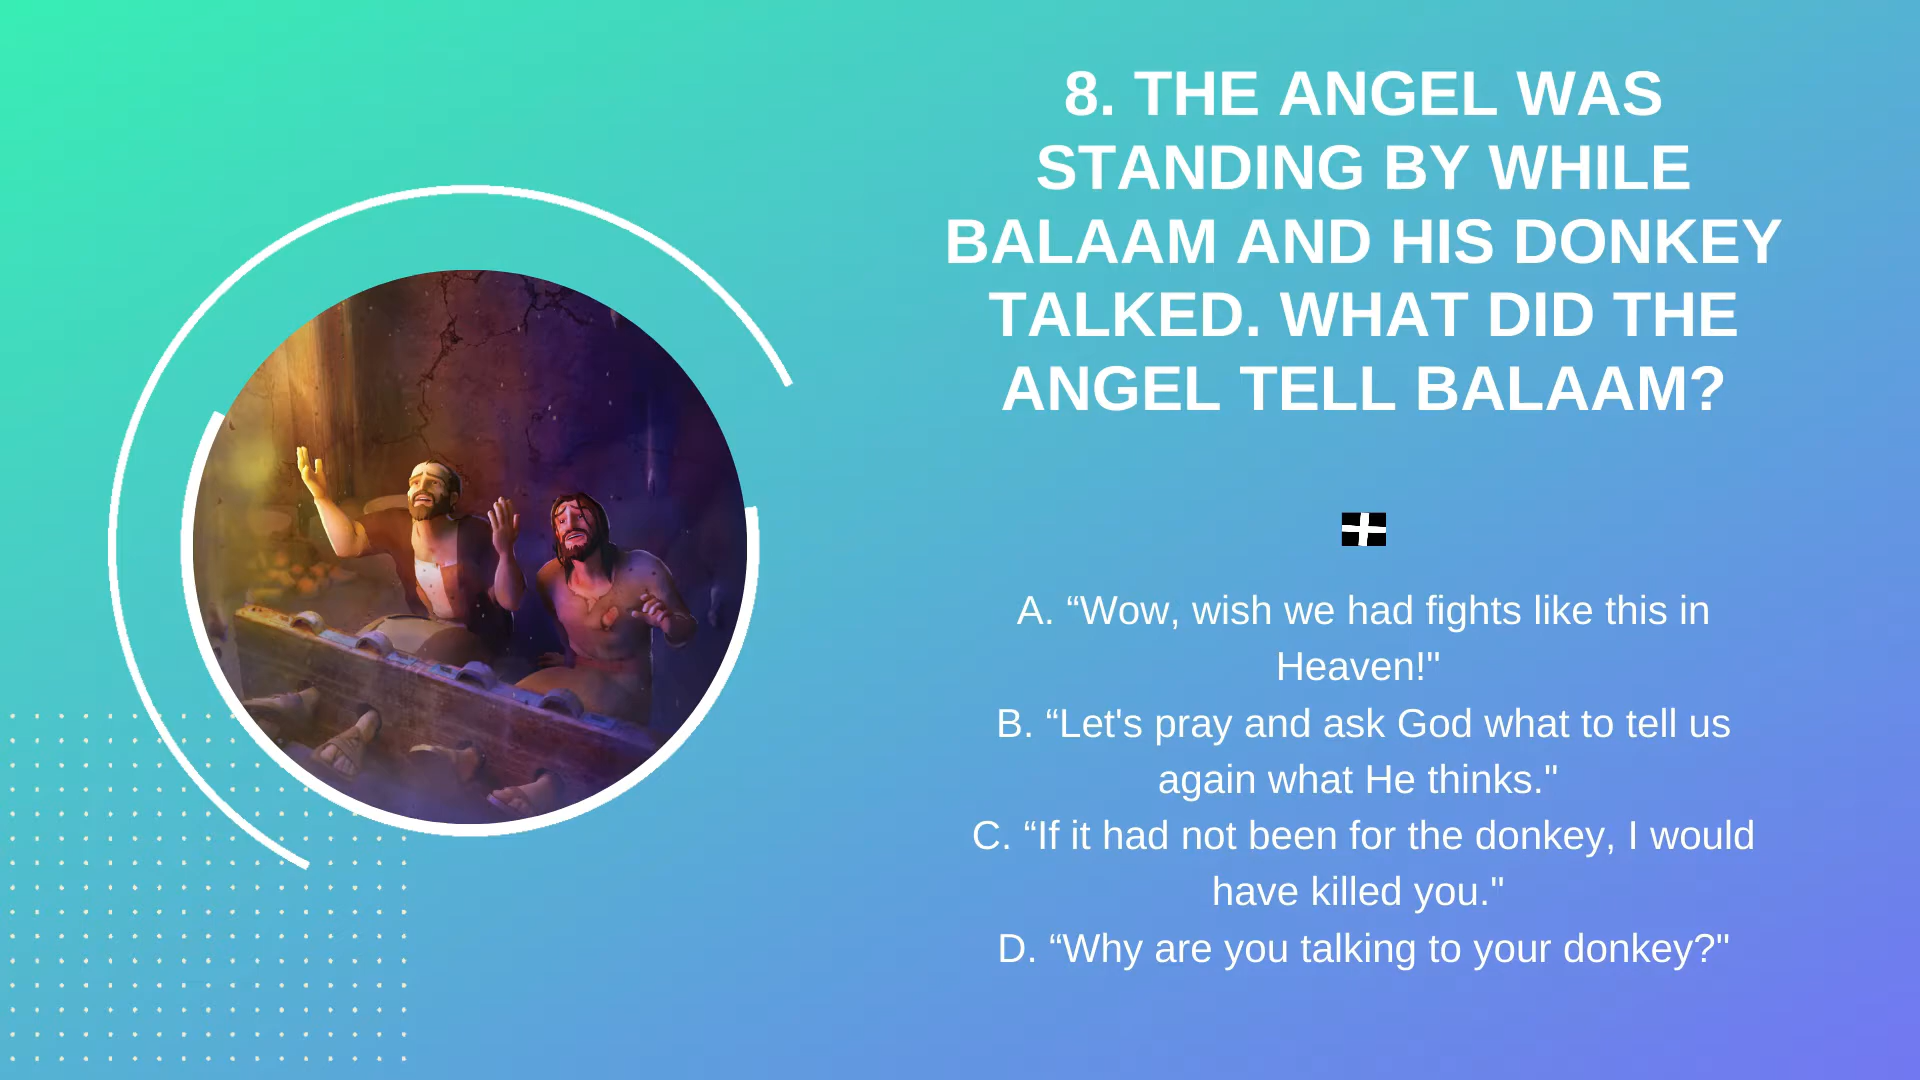 8. THE ANGEL WAS
STANDING BY WHILE
BALAAM AND HIS DONKEY
TALKED. WHAT DID THE
ANGEL TELL BALAAM?
A. “Wow, wish we had fights like this in
Heaven!"
B. “Let's pray and ask God what to tell us
again what He thinks."
C. “If it had not been for the donkey, I would
have killed you."
D. “Why are you talking to your donkey?"